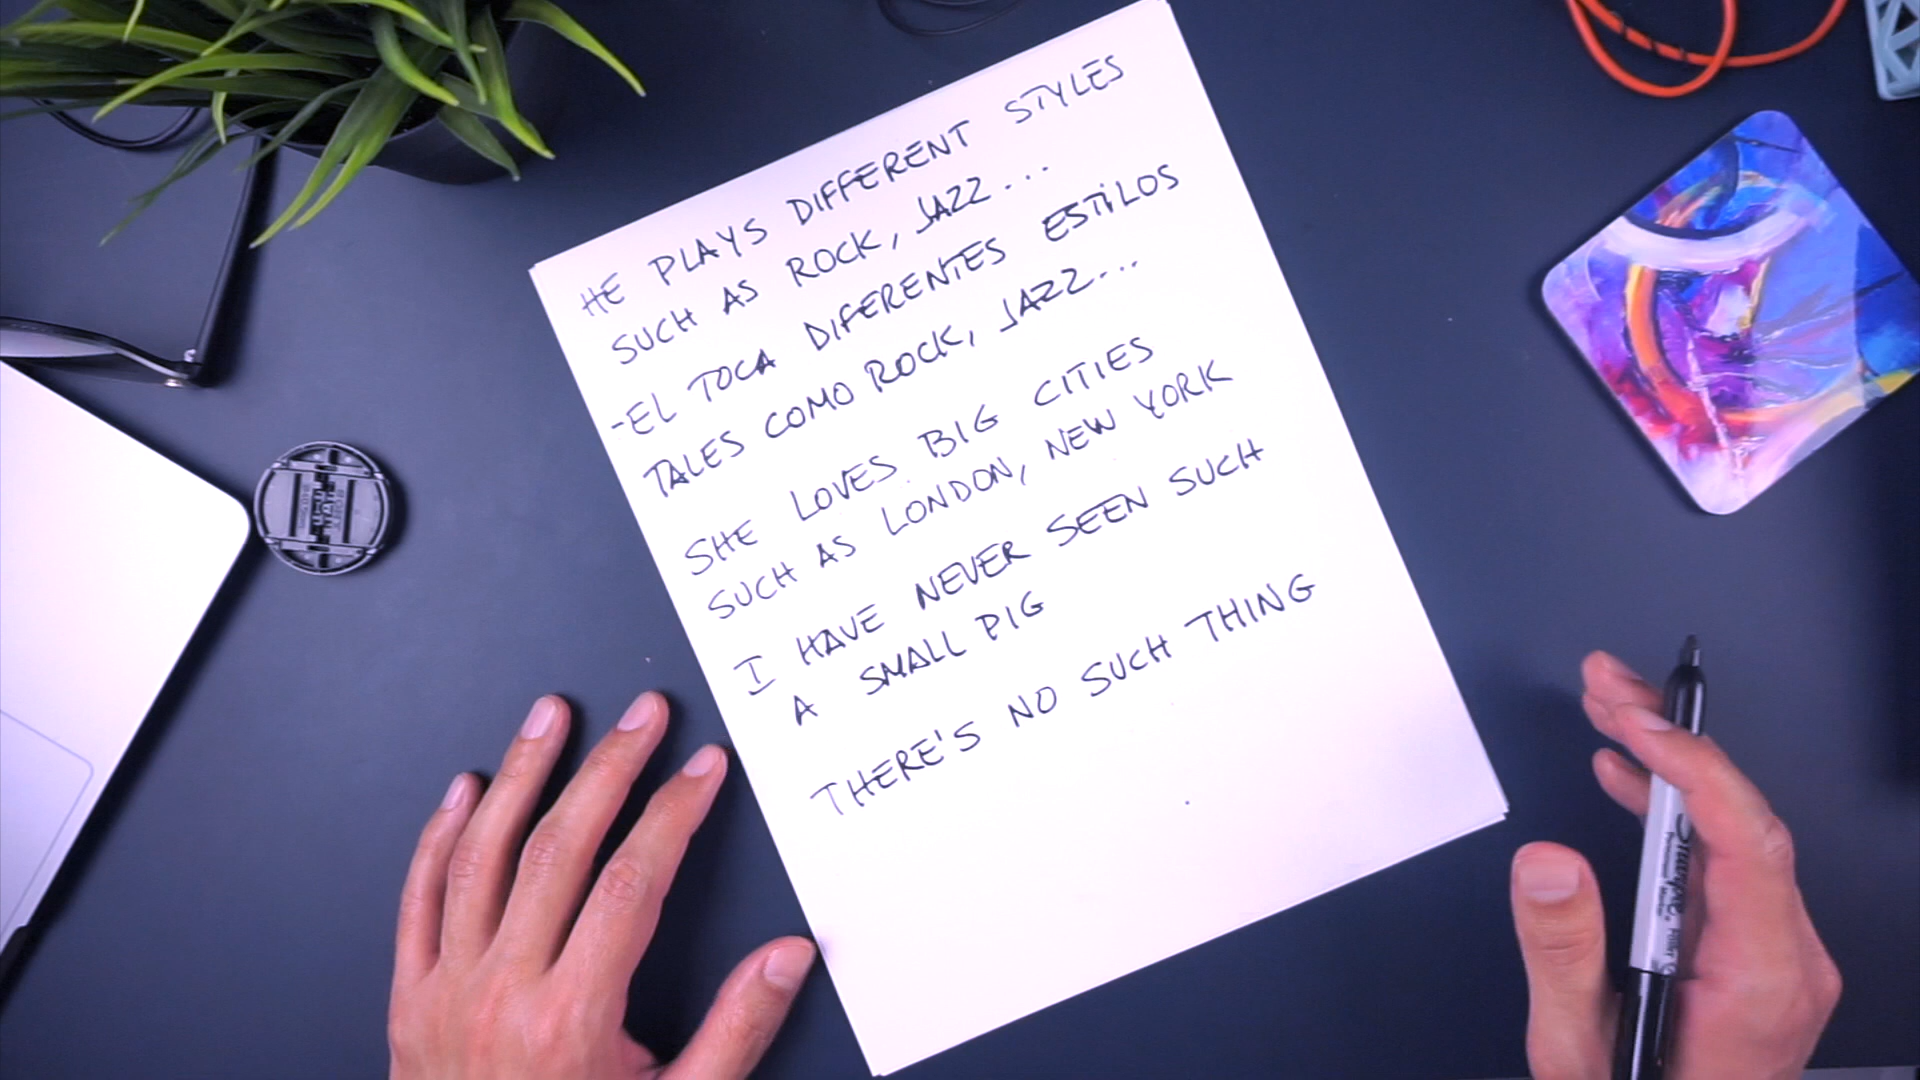 HE PLAYS DIFFERENT STYLES
SUCH AS ROCK, JAZZ...
-EL TOCA DIFERENTES ESTILOS
TALES COMO ROCK, JAZZ...
SHE LOVES BIG CITIES
SUCH AS LONDON, NEW YORK
I HAVE NEVER SEEN SUCH
A SMALL PIG
THERE'S NO SUCH THING
Sharpie